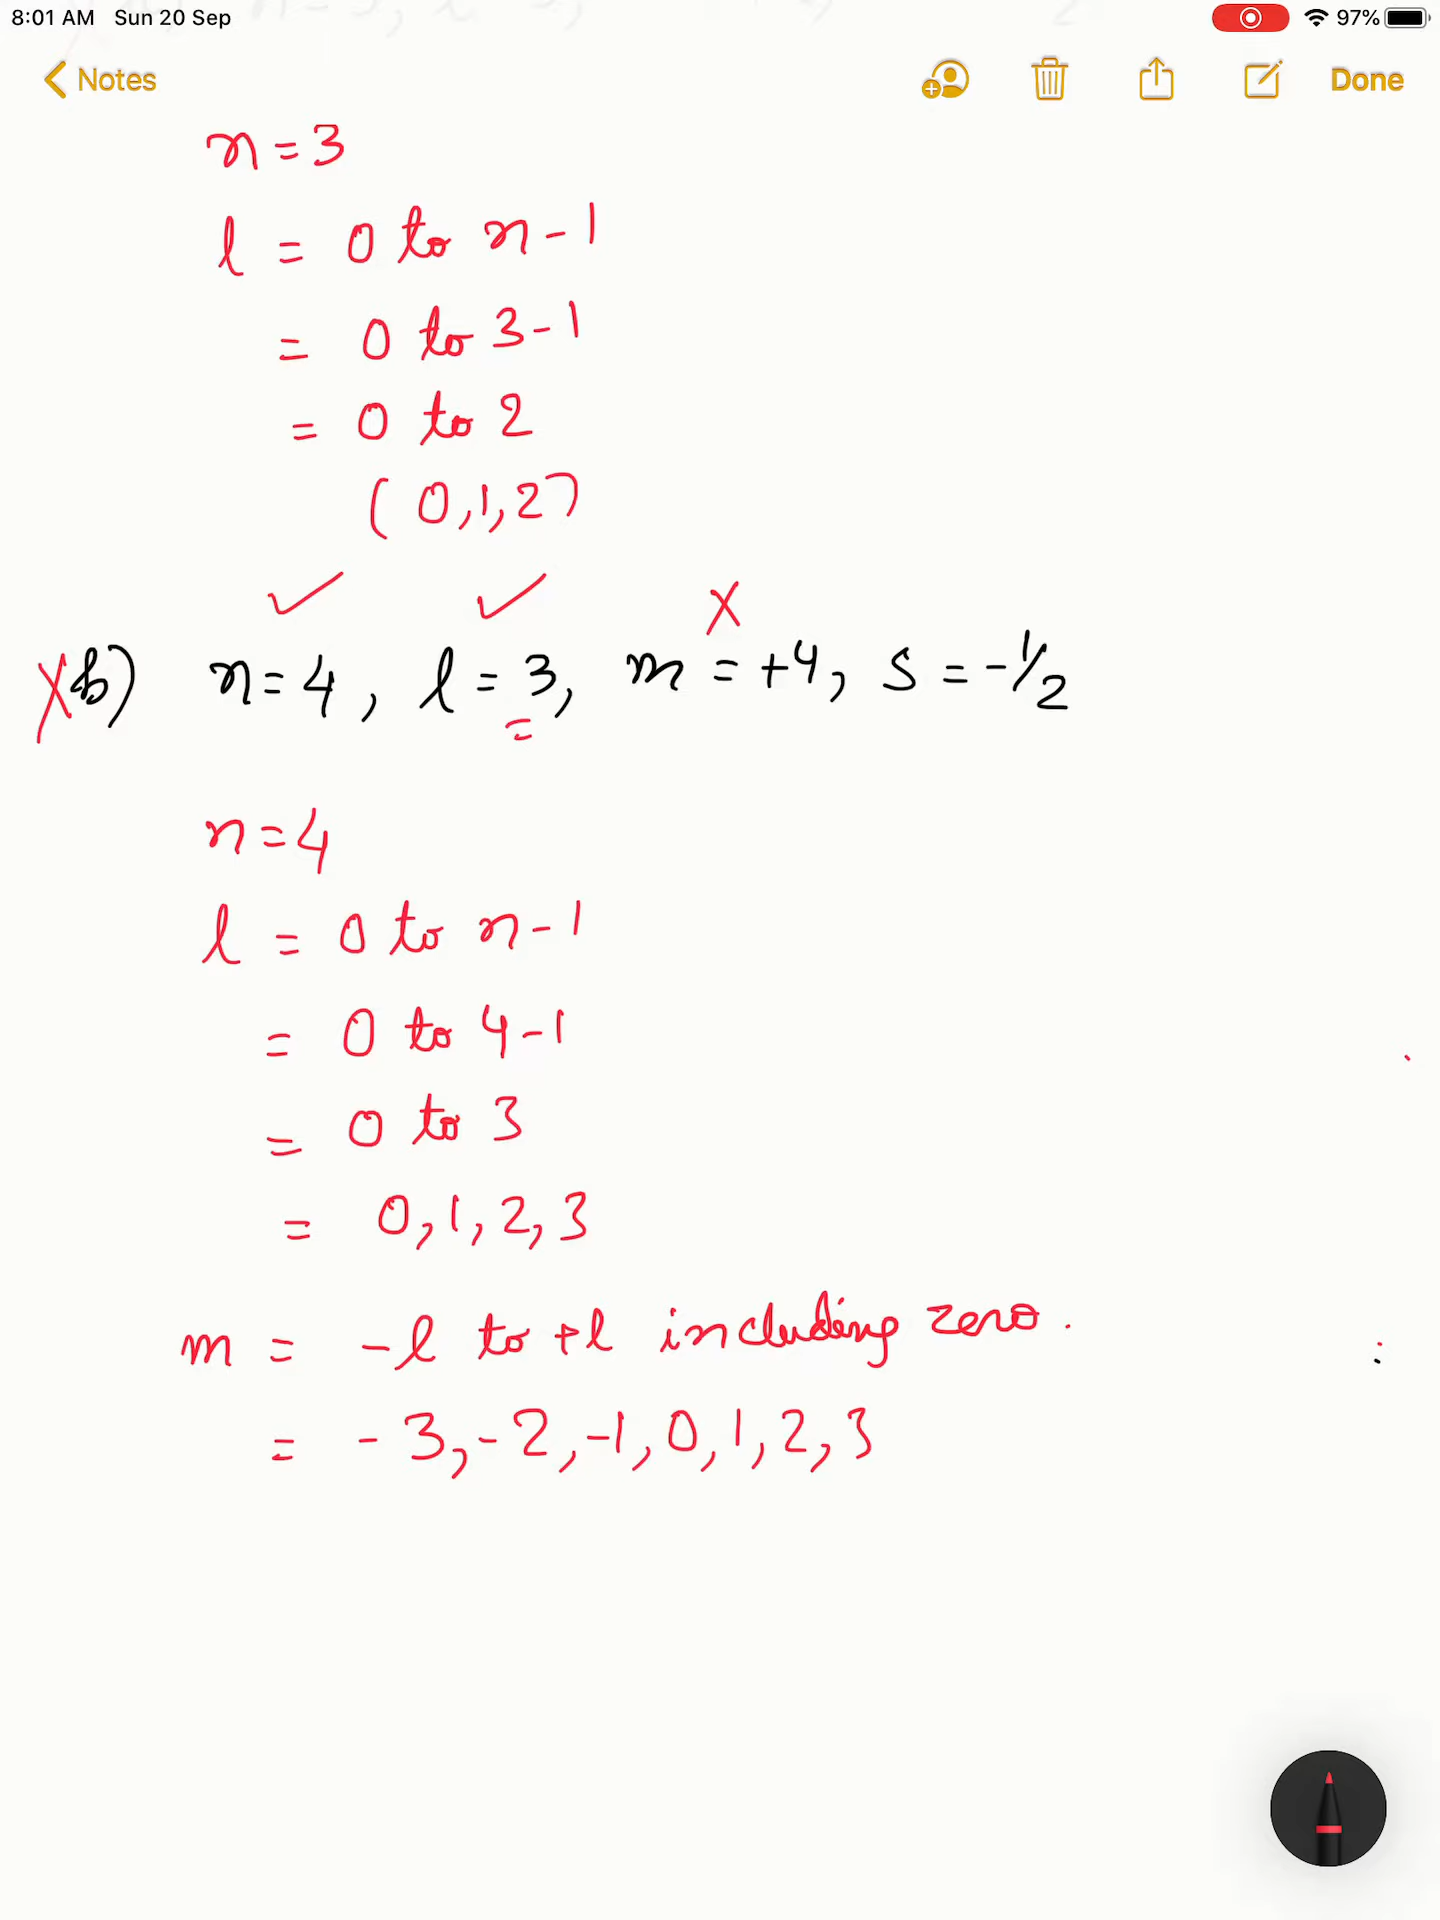 8:01 AM Sun 20 Sep 97%
Notes Done
n = 3
l = 0 to n - 1
= 0 to 3 - 1
= 0 to 2
( 0, 1, 2 )
✓ ✓ X
X b) n = 4, l = 3, m = +4, s = -1/2
=
n = 4
l = 0 to n - 1
= 0 to 4 - 1
= 0 to 3
= 0, 1, 2, 3
m = -l to +l including zero.
= -3, -2, -1, 0, 1, 2, 3